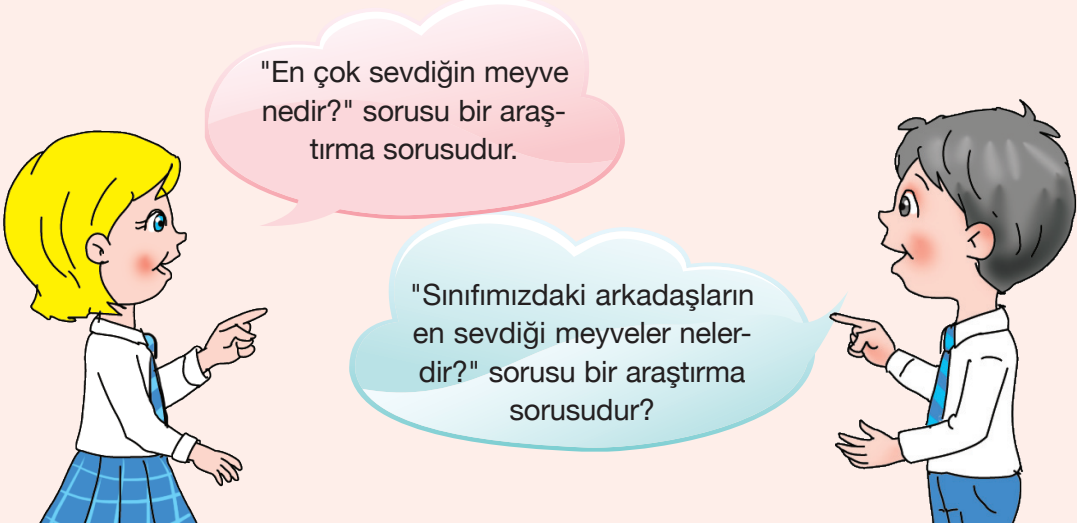 "En çok sevdiğin meyve
nedir?" sorusu bir araş-
tırma sorusudur.
"Sınıfımızdaki arkadaşların
en sevdiği meyveler neler-
dir?" sorusu bir araştırma
sorusudur?